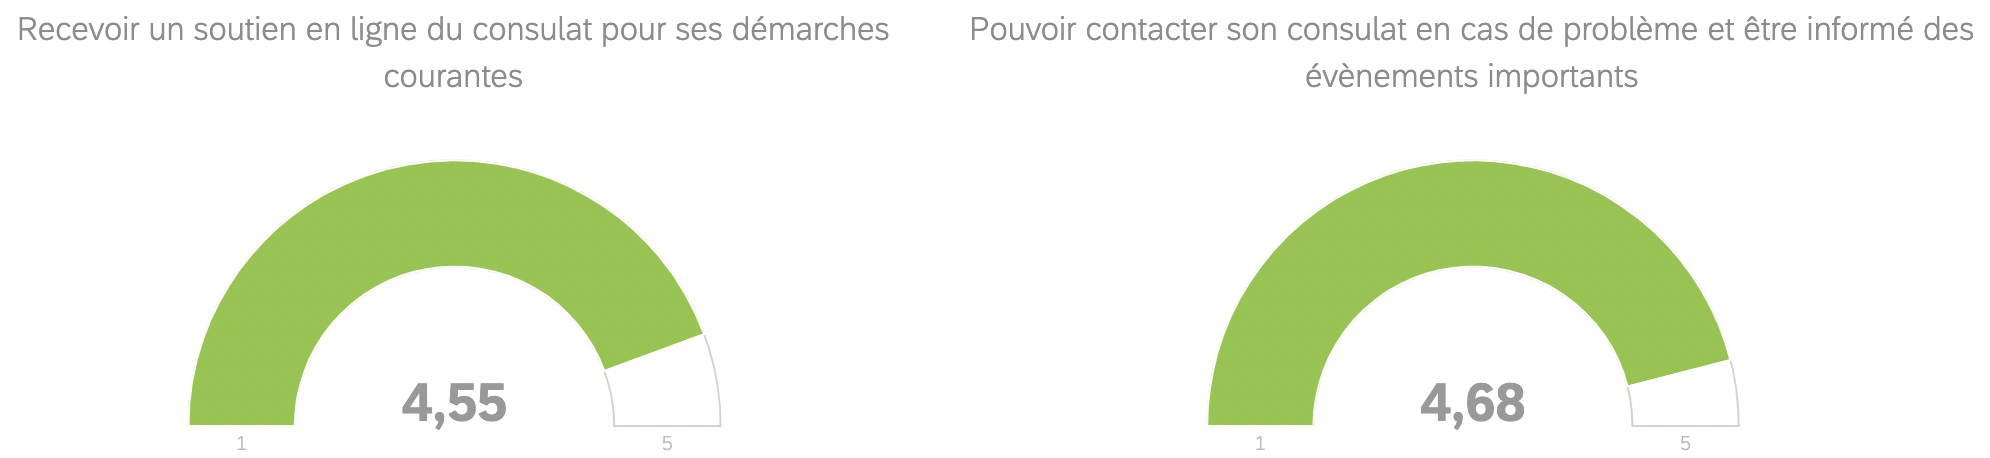 Recevoir un soutien en ligne du consulat pour ses démarches
courantes
4,55
1
5
Pouvoir contacter son consulat en cas de problème et être informé des
évènements importants
4,68
1
5